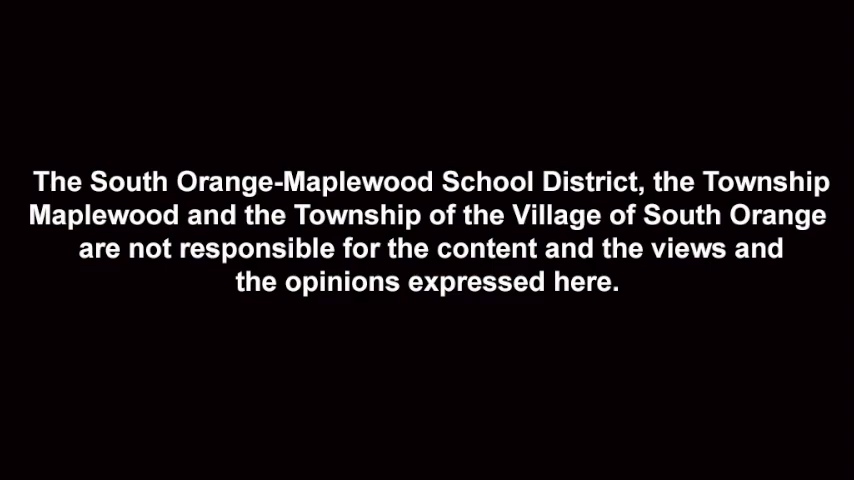 The South Orange-Maplewood School District, the Township
Maplewood and the Township of the Village of South Orange
are not responsible for the content and the views and
the opinions expressed here.